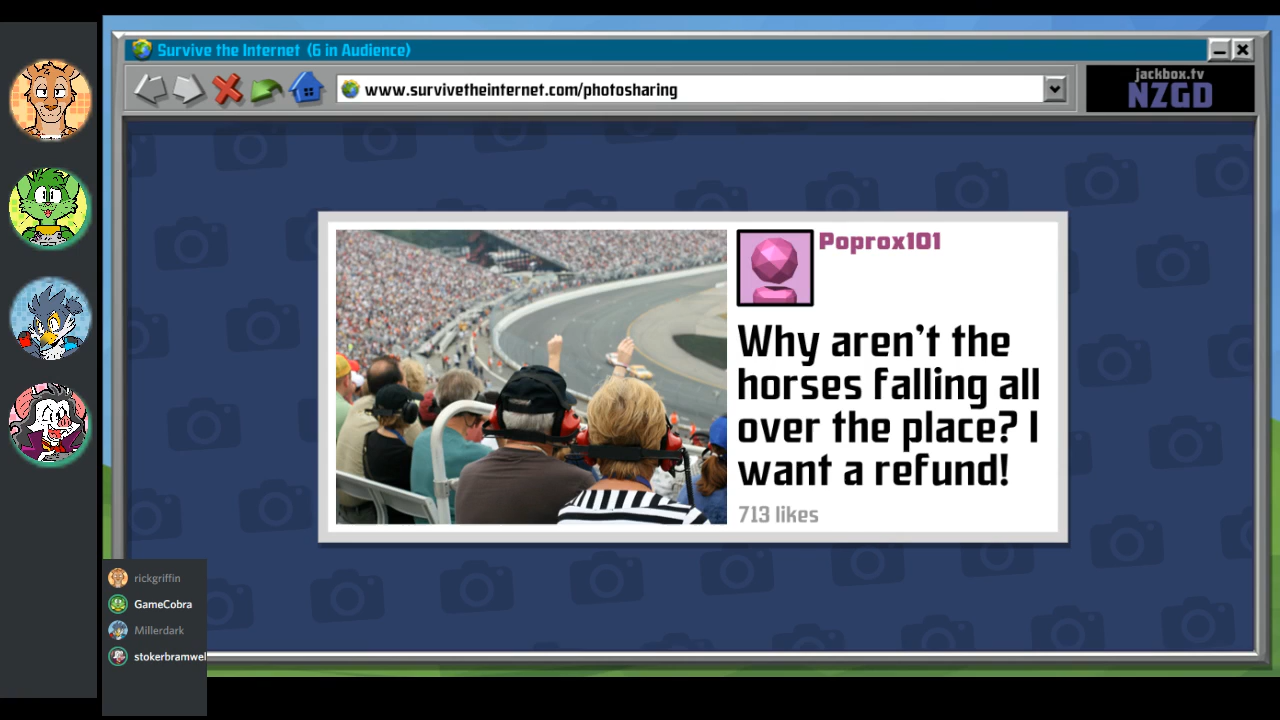 Survive the Internet (6 in Audience)
www.survivetheinternet.com/photosharing
jackbox.tv
NZGD
Poprox101
Why aren't the
horses falling all
over the place? I
want a refund!
713 likes
rickgriffin
GameCobra
Millerdark
stokerbramwel